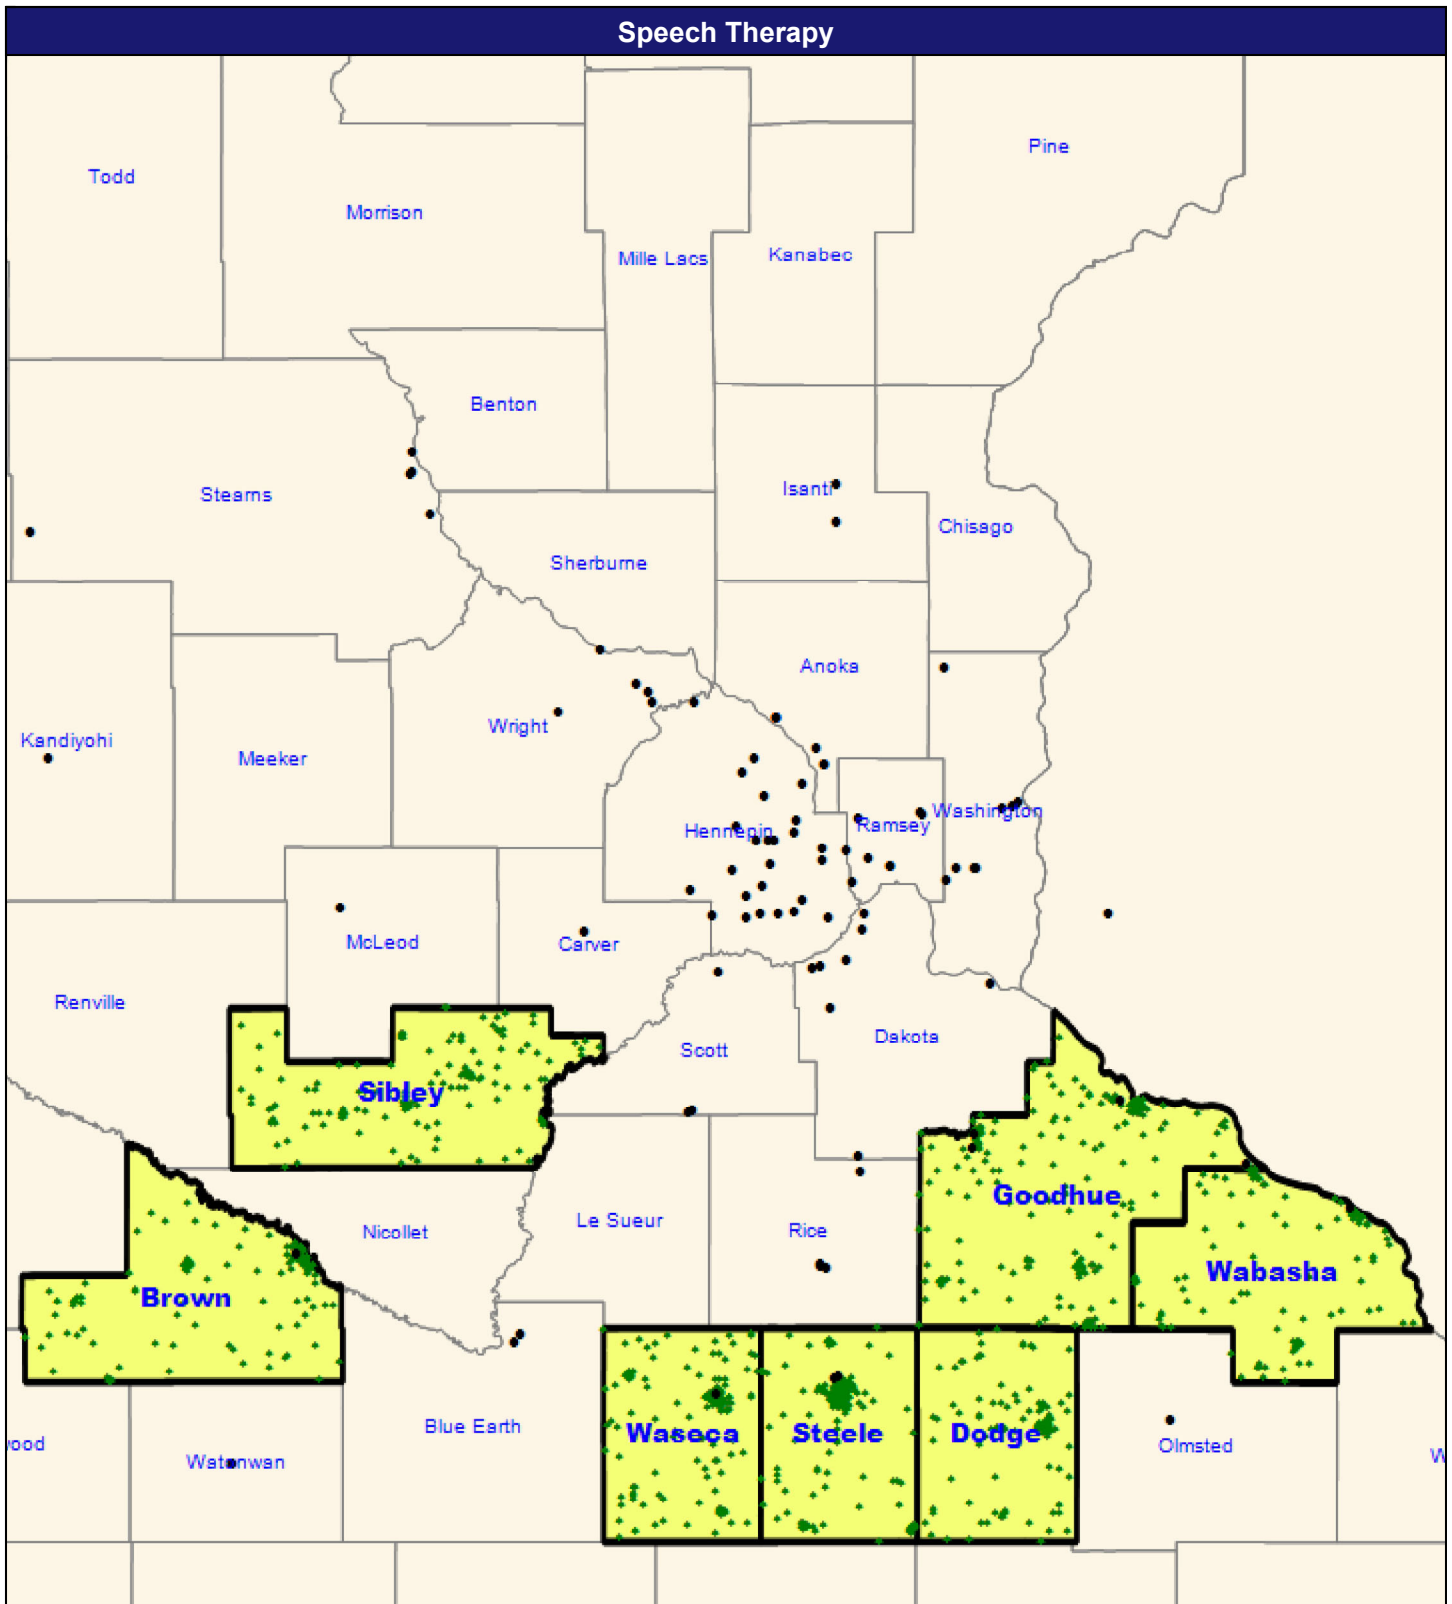 Speech Therapy
Pine
Todd
Morrison
Mille Lacs
Kanabec
Benton
Stearns
Isanti
Chisago
Sherburne
Anoka
Wright
Kandiyohi
Meeker
Hennepin
Ramsey
Washington
McLeod
Carver
Renville
Scott
Dakota
Sibley
Goodhue
Nicollet
Le Sueur
Rice
Brown
Wabasha
Blue Earth
Waseca
Steele
Dodge
ood
Watonwan
Olmsted
W